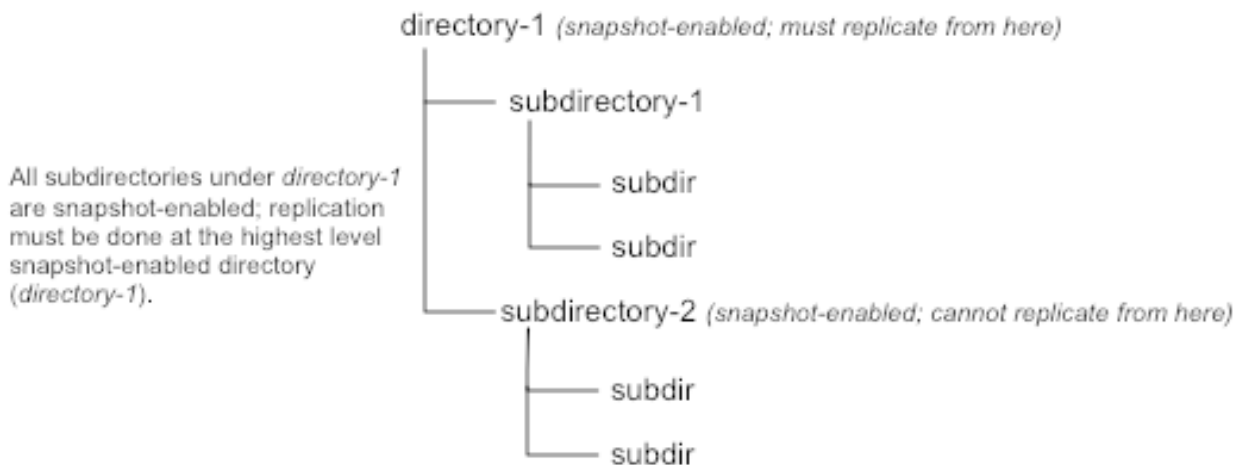 directory-1 (snapshot-enabled; must replicate from here)
subdirectory-1
All subdirectories under directory-1
are snapshot-enabled; replication
must be done at the highest level
snapshot-enabled directory
(directory-1).
subdir
subdir
subdirectory-2 (snapshot-enabled; cannot replicate from here)
subdir
subdir